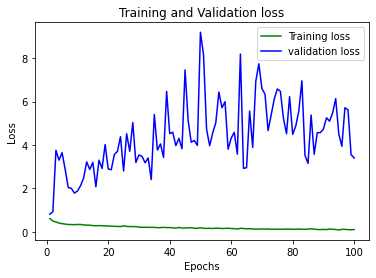 Training and Validation loss
Training loss
validation loss
Loss
8
6
4
2
0
0
20
40
60
80
100
Epochs